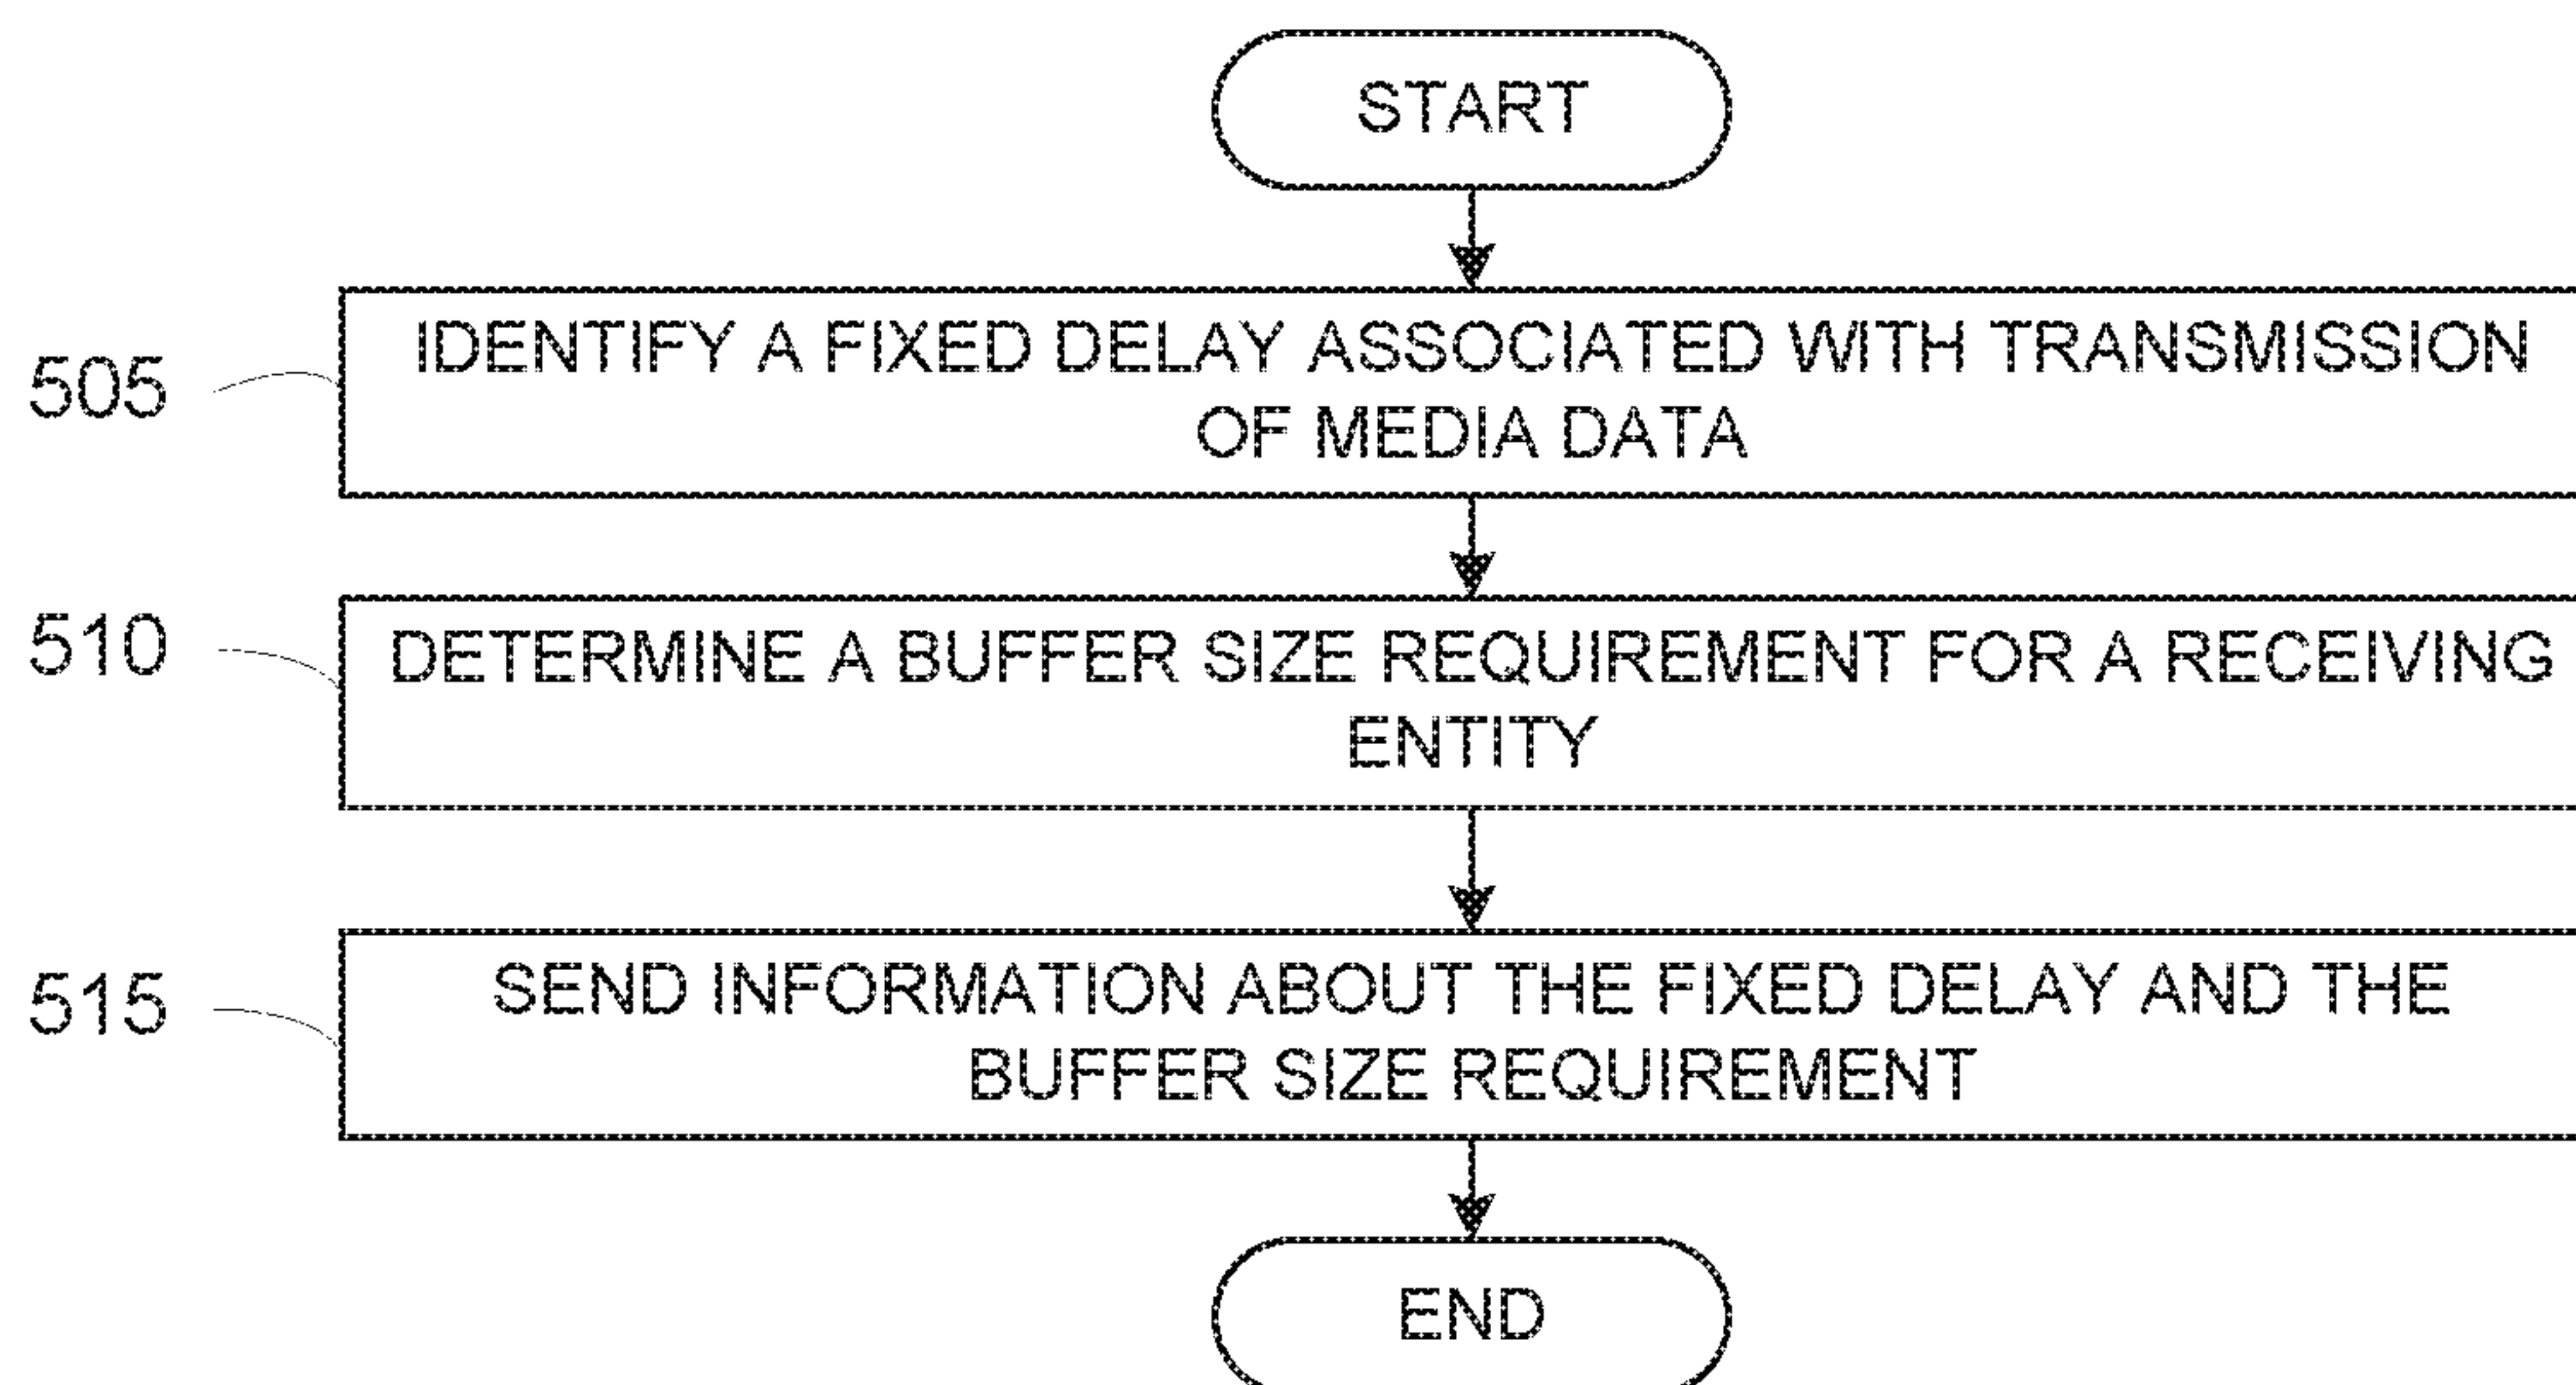 START
505
IDENTIFY A FIXED DELAY ASSOCIATED WITH TRANSMISSION
OF MEDIA DATA
510
DETERMINE A BUFFER SIZE REQUIREMENT FOR A RECEIVING
ENTITY
515
SEND INFORMATION ABOUT THE FIXED DELAY AND THE
BUFFER SIZE REQUIREMENT
END